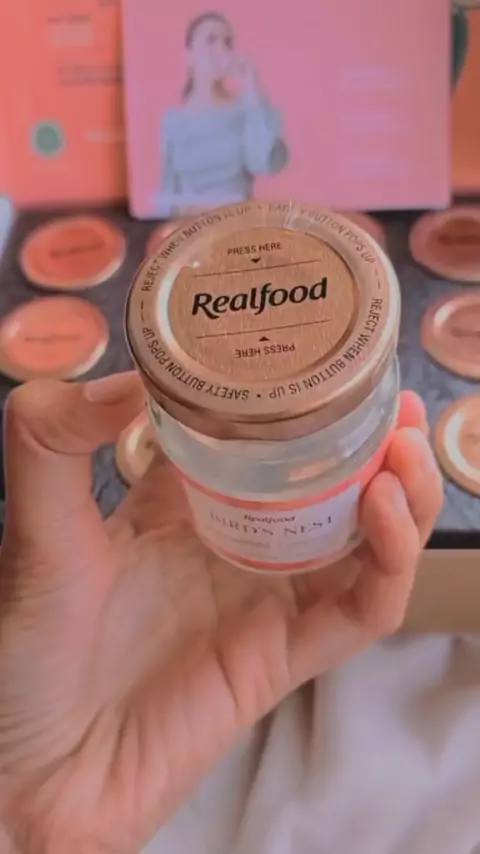 REJECT WHEN BUTTON IS UP • SAFETY BUTTON POPS UP
PRESS HERE
Realfood
PRESS HERE
REJECT WHEN BUTTON IS UP • SAFETY BUTTON POPS UP
Realfood
BIRD'S NEST